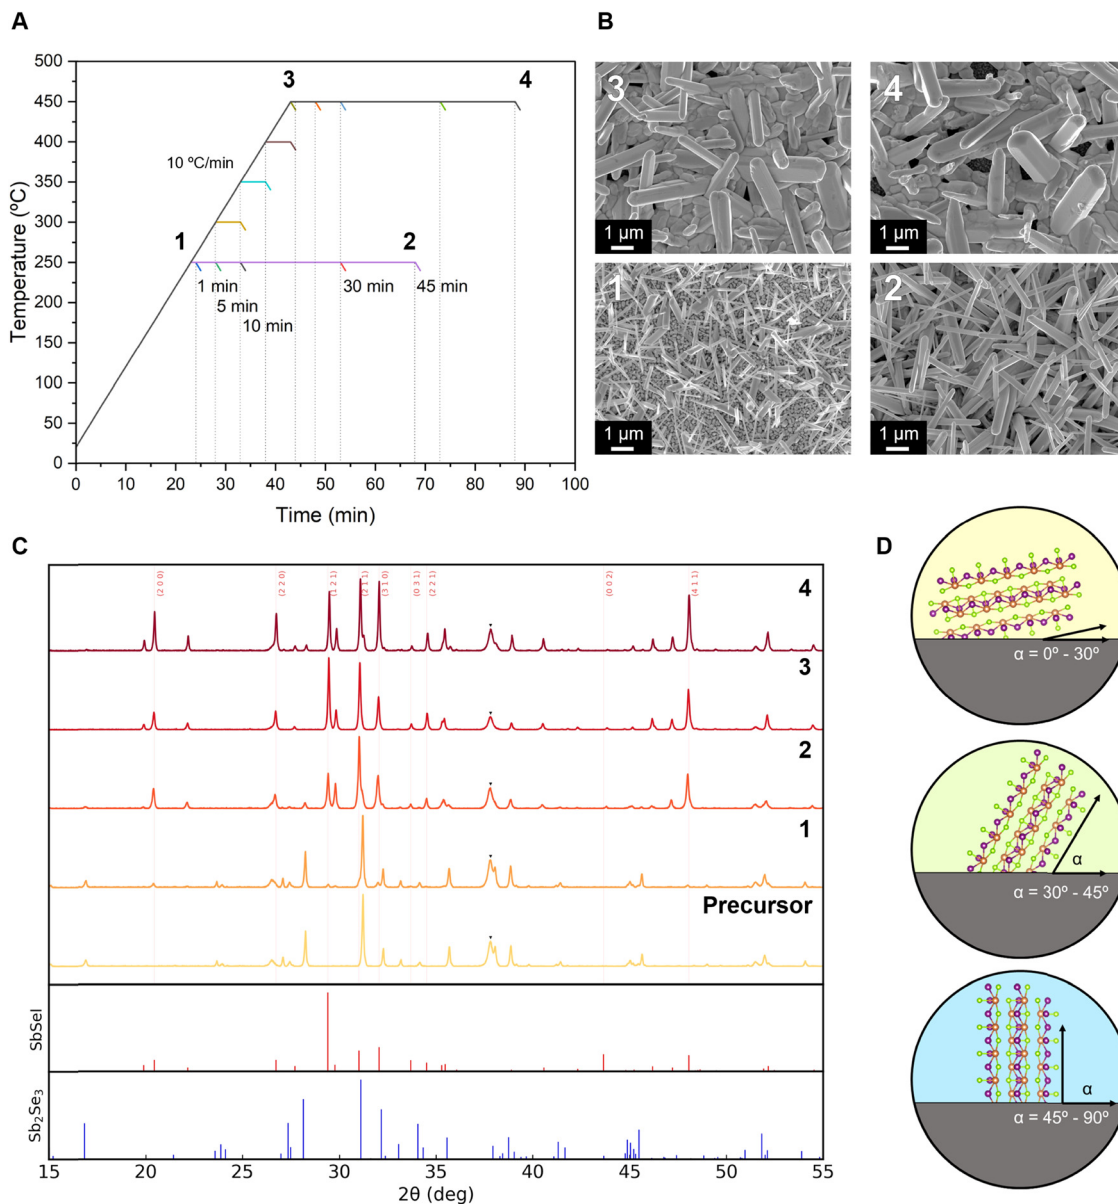 A
B
500
450
400
350
300
250
200
150
100
50
0
Temperature (ºC)
3
4
10 ºC/min
1
2
1 min
5 min
10 min
30 min
45 min
0 10 20 30 40 50 60 70 80 90 100
Time (min)
3
1 µm
4
1 µm
1
1 µm
2
1 µm
C
D
(2 0 0)
(2 2 0)
(1 2 1)
(2 1 1)
(3 1 0)
(0 3 1)
(2 2 1)
(0 0 2)
(4 1 1)
4
3
2
1
Precursor
SbSeI
Sb₂Se₃
15 20 25 30 35 40 45 50 55
2θ (deg)
α = 0º - 30º
α
α = 30º - 45º
α
α = 45º - 90º